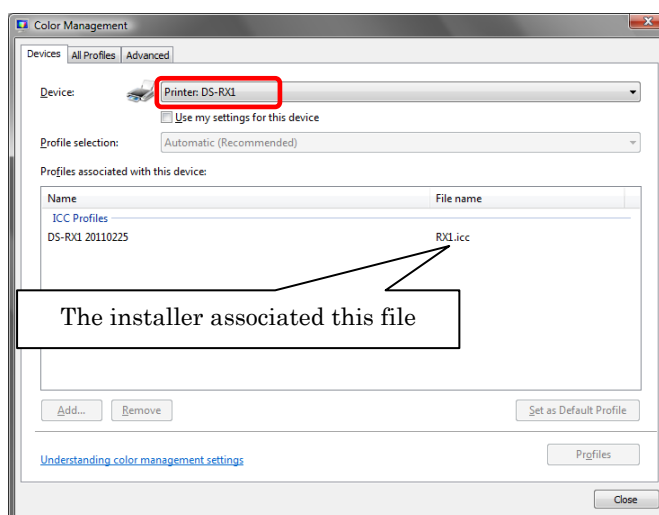 Color Management
Devices All Profiles Advanced
Device: Printer: DS-RX1
Use my settings for this device
Profile selection: Automatic (Recommended)
Profiles associated with this device:
Name File name
ICC Profiles
DS-RX1 20110225 RX1.icc
The installer associated this file
Add... Remove Set as Default Profile
Understanding color management settings Profiles
Close